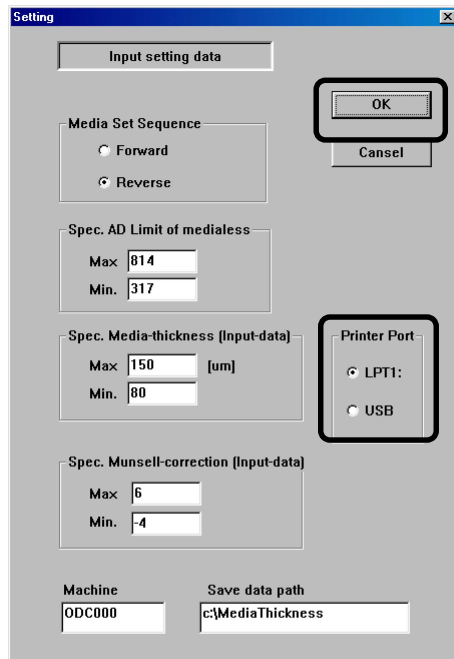 Setting
Input setting data
OK
Media Set Sequence
Forward
Cansel
Reverse
Spec. AD Limit of medialess
Max 814
Min. 317
Spec. Media-thickness (Input-data)
Printer Port
Max 150 [um]
LPT1:
Min. 80
USB
Spec. Munsell-correction (Input-data)
Max 6
Min. -4
Machine
Save data path
ODC000
c:\MediaThickness